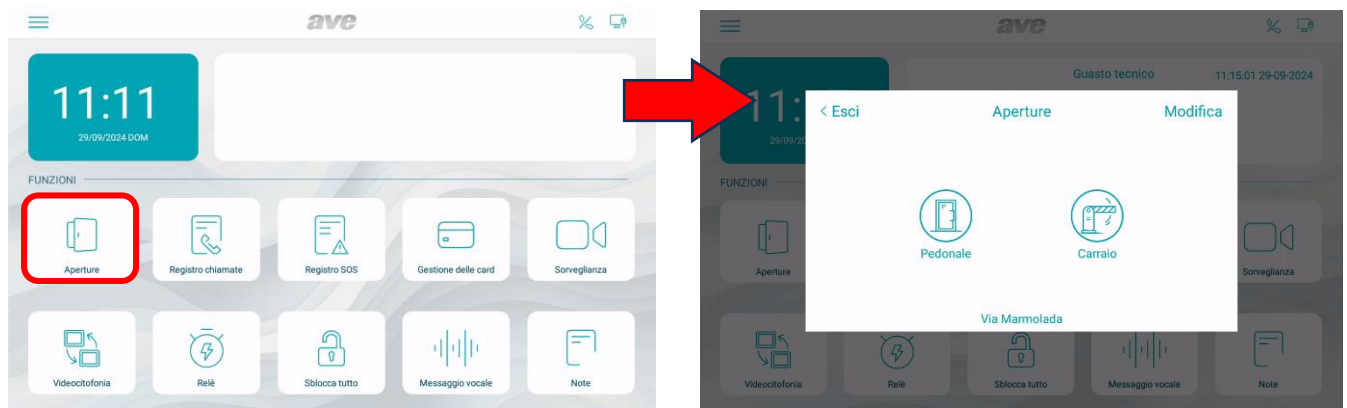 ave
11:11
29/09/2024 DOM
FUNZIONI
Aperture
Registro chiamate
Registro SOS
Gestione delle card
Sorveglianza
Videocitofonia
Relè
Sblocca tutto
Messaggio vocale
Note
ave
Guasto tecnico 11:15:01 29-09-2024
11:
29/09/20
< Esci Aperture Modifica
FUNZIONI
Pedonale Carraio
Via Marmolada
Aperture
Sorveglianza
Videocitofonia
Relè
Sblocca tutto
Messaggio vocale
Note